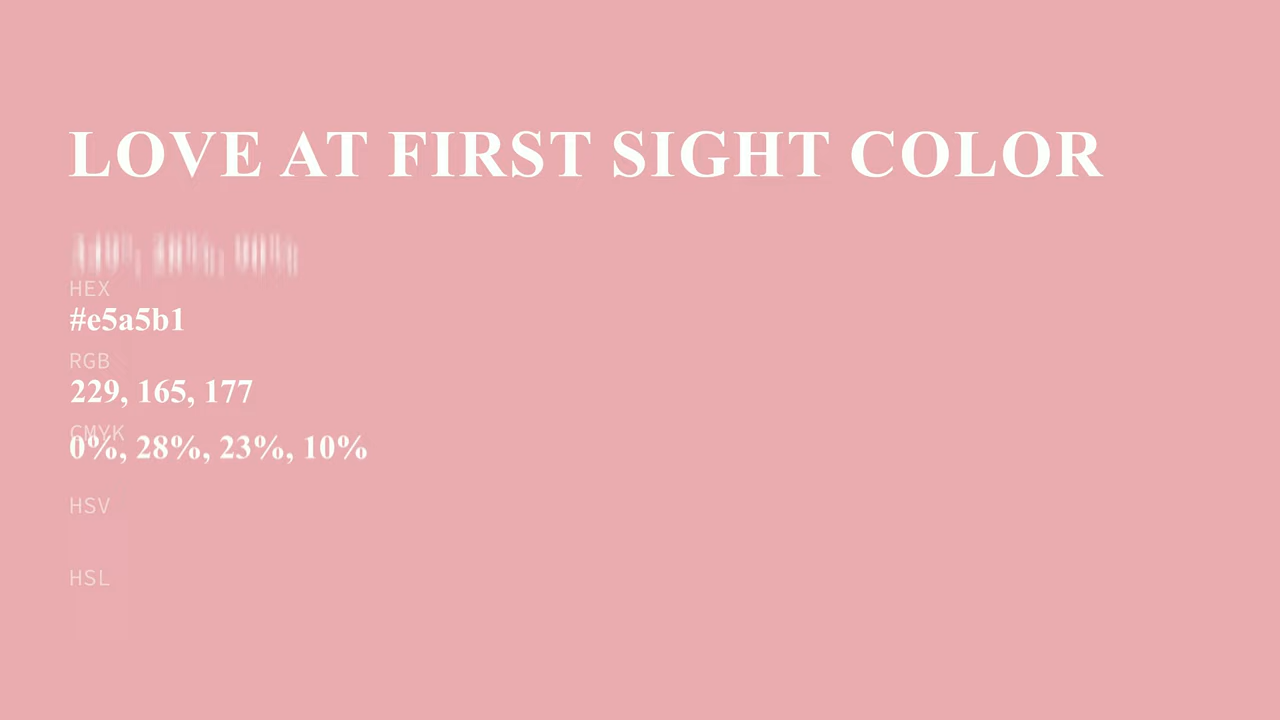 LOVE AT FIRST SIGHT COLOR
HEX
#e5a5b1
RGB
229, 165, 177
CMYK
0%, 28%, 23%, 10%
HSV
HSL